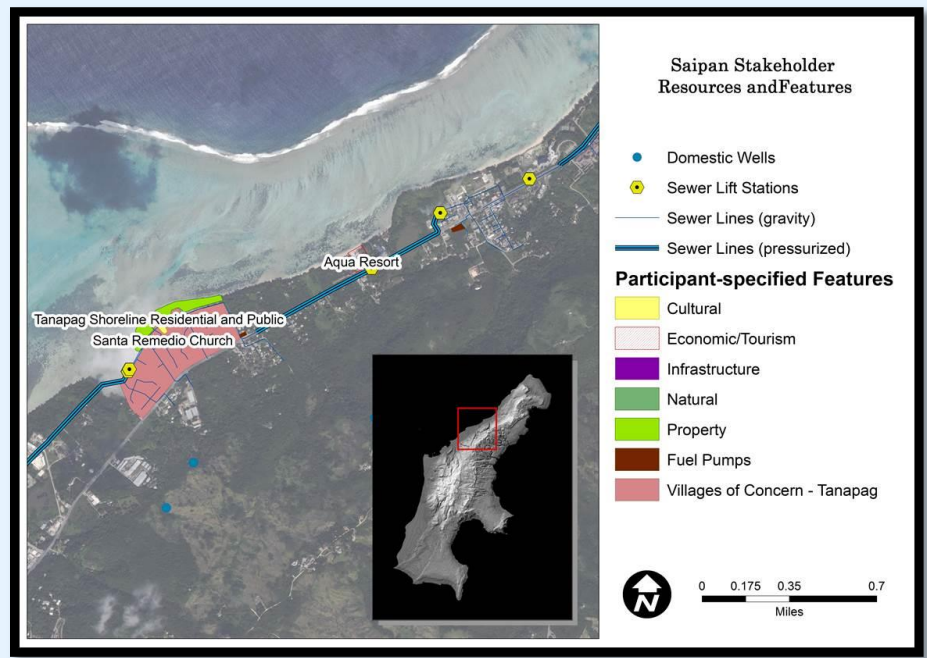 Saipan Stakeholder
Resources andFeatures
Domestic Wells
Sewer Lift Stations
Sewer Lines (gravity)
Sewer Lines (pressurized)
Participant-specified Features
Cultural
Economic/Tourism
Infrastructure
Natural
Property
Fuel Pumps
Villages of Concern - Tanapag
Aqua Resort
Tanapag Shoreline Residential and Public
Santa Remedio Church
N
0 0.175 0.35 0.7
Miles